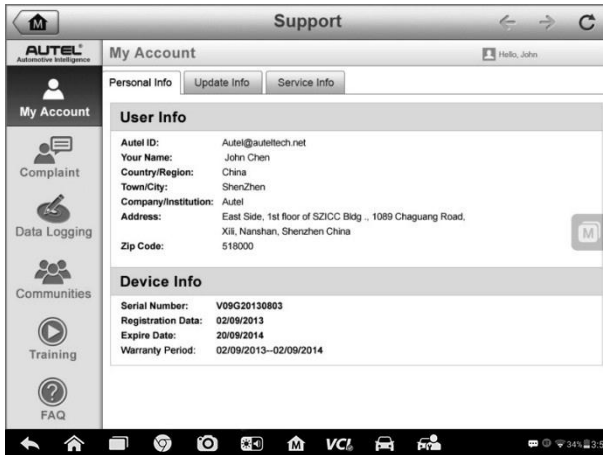 Support
AUTEL
Automotive Intelligence
My Account
Hello, John
My Account
Personal Info
Update Info
Service Info
User Info
Autel ID: Autel@auteltech.net
Your Name: John Chen
Country/Region: China
Town/City: ShenZhen
Company/Institution: Autel
Address: East Side, 1st floor of SZICC Bldg ., 1089 Chaguang Road,
Xili, Nanshan, Shenzhen China
Zip Code: 518000
Complaint
Data Logging
Communities
Training
FAQ
Device Info
Serial Number: V09G20130803
Registration Data: 02/09/2013
Expire Date: 20/09/2014
Warranty Period: 02/09/2013--02/09/2014
M
M
M
VCI
34%